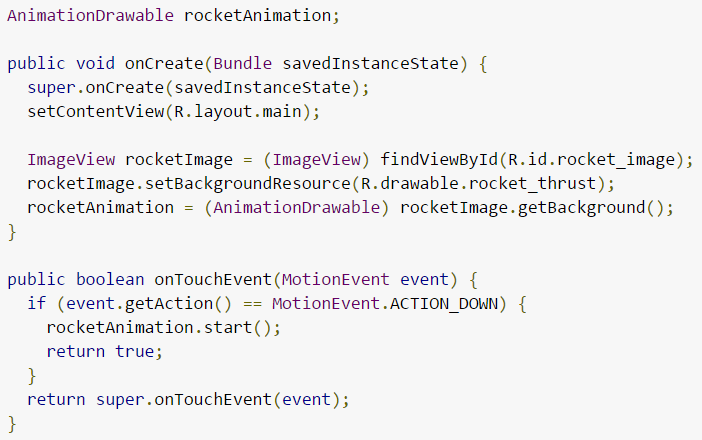 AnimationDrawable rocketAnimation;

public void onCreate(Bundle savedInstanceState) {
  super.onCreate(savedInstanceState);
  setContentView(R.layout.main);

  ImageView rocketImage = (ImageView) findViewById(R.id.rocket_image);
  rocketImage.setBackgroundResource(R.drawable.rocket_thrust);
  rocketAnimation = (AnimationDrawable) rocketImage.getBackground();
}

public boolean onTouchEvent(MotionEvent event) {
  if (event.getAction() == MotionEvent.ACTION_DOWN) {
    rocketAnimation.start();
    return true;
  }
  return super.onTouchEvent(event);
}